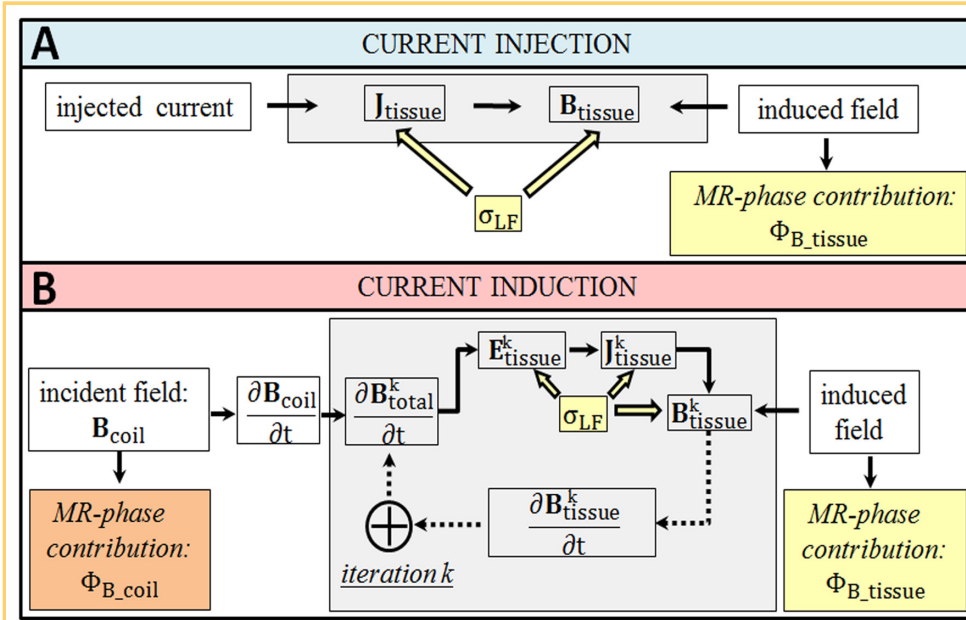 A
CURRENT INJECTION
injected current
J_tissue
B_tissue
induced field
σ_LF
MR-phase contribution:
Φ_B_tissue
B
CURRENT INDUCTION
incident field:
B_coil
∂B_coil
∂t
∂B^k_total
∂t
E^k_tissue
J^k_tissue
σ_LF
B^k_tissue
induced
field
∂B^k_tissue
∂t
iteration k
MR-phase
contribution:
Φ_B_coil
MR-phase
contribution:
Φ_B_tissue